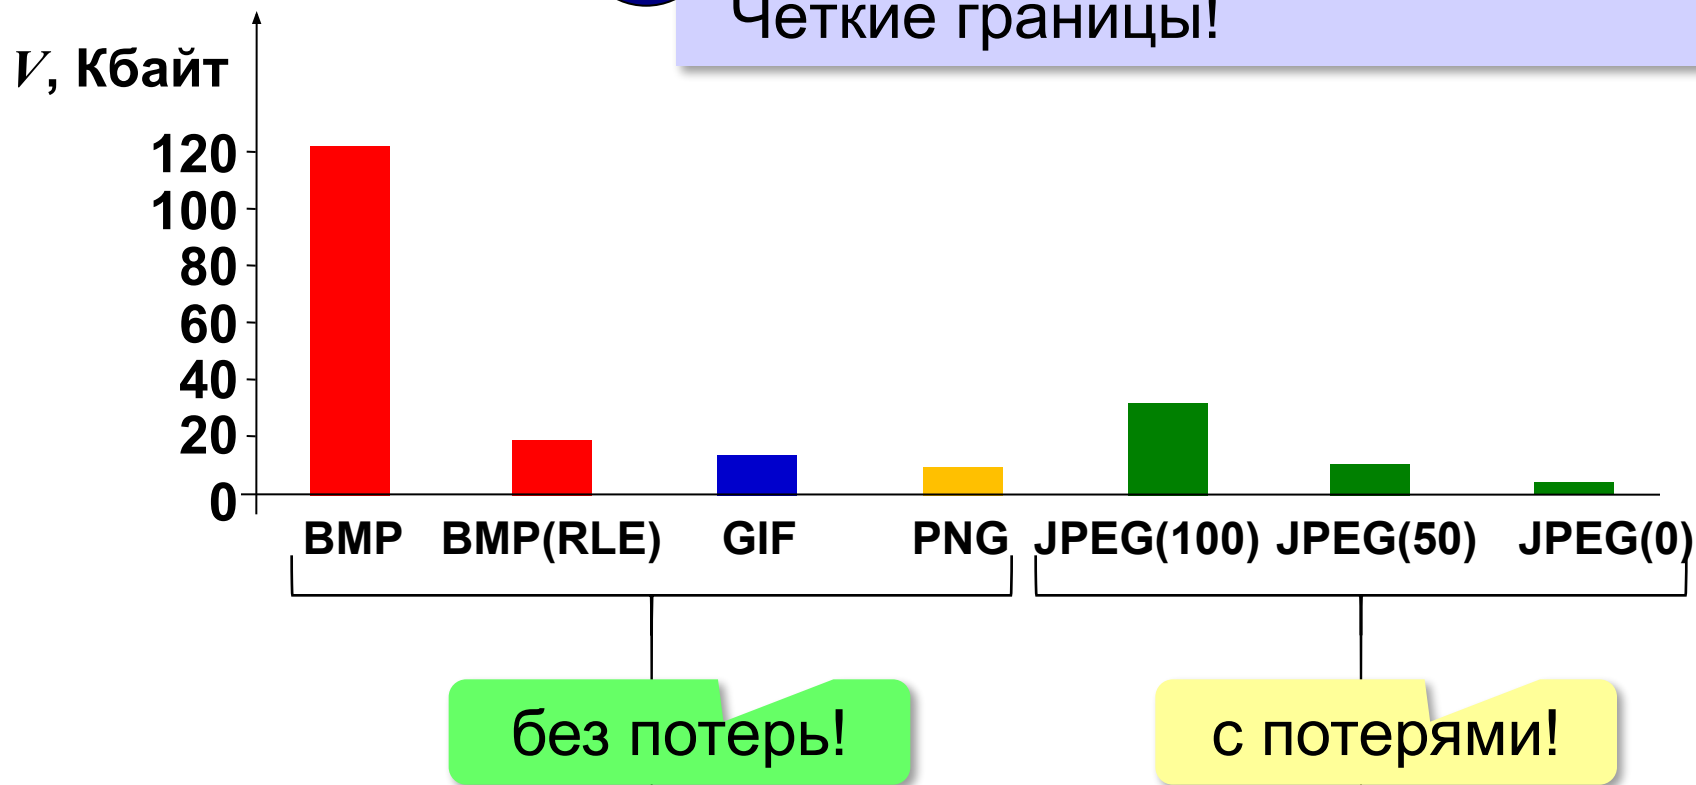 Четкие границы!
V, Кбайт
120
100
80
60
40
20
0
BMP BMP(RLE) GIF PNG JPEG(100) JPEG(50) JPEG(0)
без потерь! с потерями!